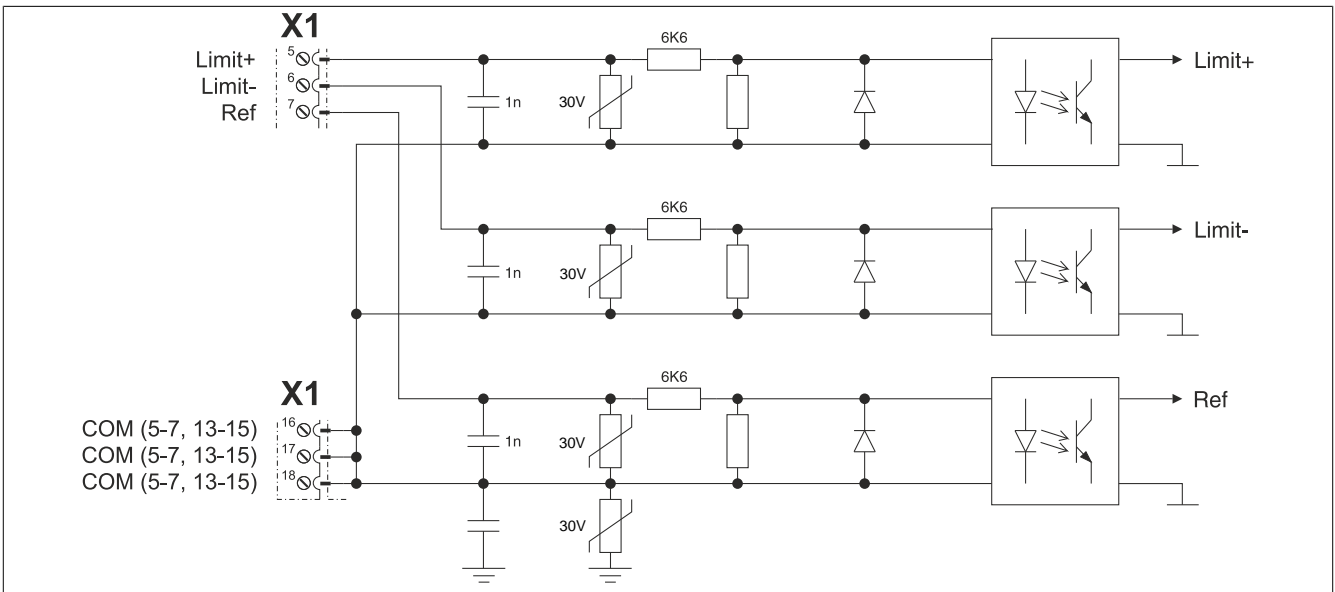 X1
5
Limit+
6
Limit-
7
Ref
6K6
1n
30V
Limit+
6K6
1n
30V
Limit-
X1
16
COM (5-7, 13-15)
17
COM (5-7, 13-15)
18
COM (5-7, 13-15)
6K6
1n
30V
Ref
30V